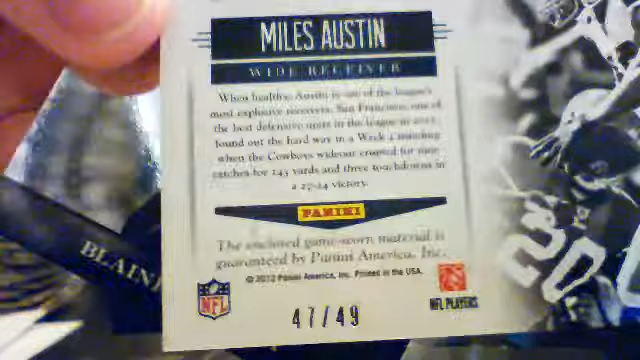 MILES AUSTIN
WIDE RECEIVER
When healthy, Austin is one of the league's
most explosive receivers. San Francisco, one of
the best defensive units in the league in 2011,
found out the hard way in a Week 2 meeting
when the Cowboys wideout erupted for nine
catches for 143 yards and three touchdowns in
a 27-24 victory.
PANINI
The enclosed game-worn material is
guaranteed by Panini America, Inc.
© 2012 Panini America, Inc. Printed in the USA.
NFL
NFL PLAYERS
47/49
BLAIN
20